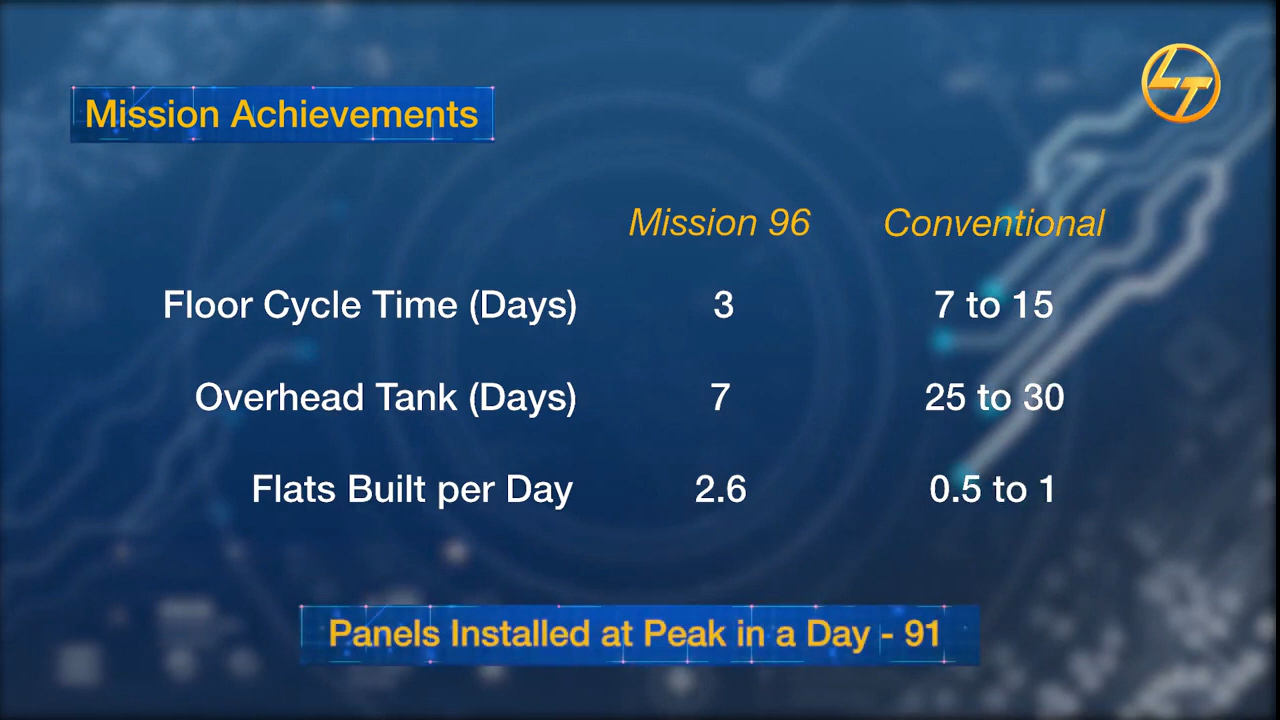 LT
Mission Achievements
Mission 96 Conventional
Floor Cycle Time (Days) 3 7 to 15
Overhead Tank (Days) 7 25 to 30
Flats Built per Day 2.6 0.5 to 1
Panels Installed at Peak in a Day - 91